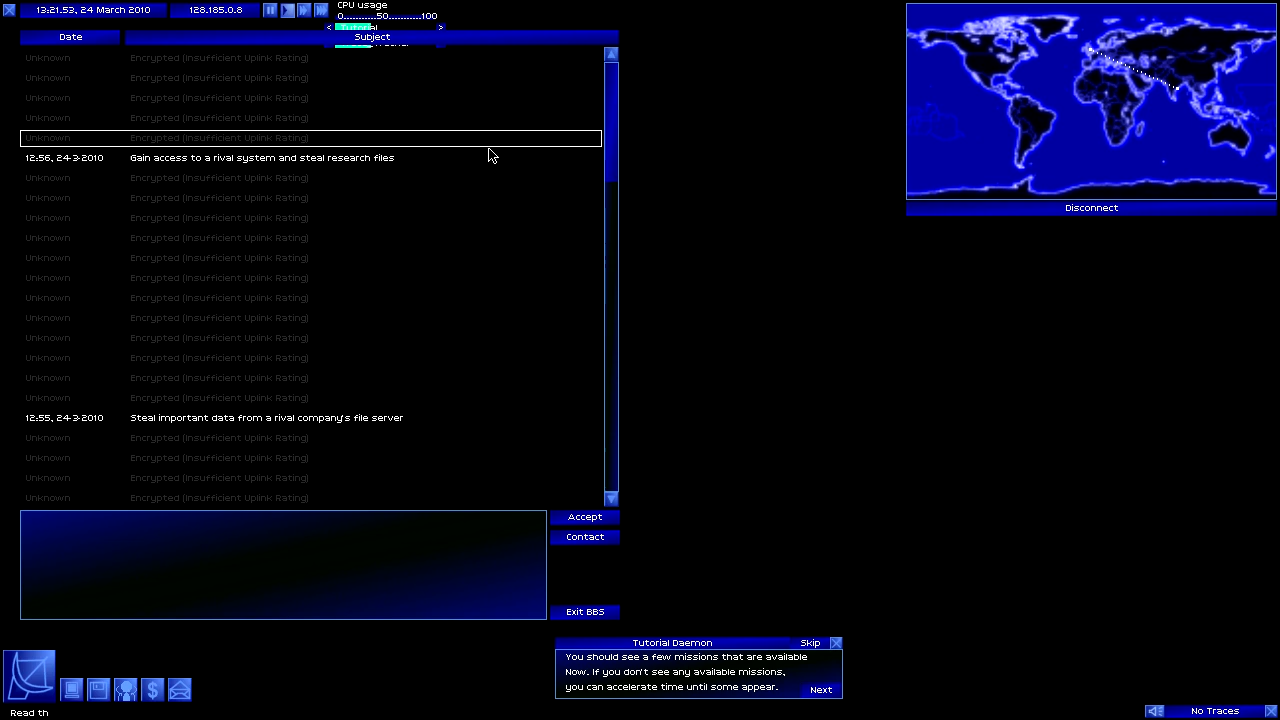 13:21.53, 24 March 2010
128.185.0.8
CPU usage
0..........50...........100
< Tutorial >
Date Subject
Unknown Encrypted (Insufficient Uplink Rating)
Unknown Encrypted (Insufficient Uplink Rating)
Unknown Encrypted (Insufficient Uplink Rating)
Unknown Encrypted (Insufficient Uplink Rating)
Unknown Encrypted (Insufficient Uplink Rating)
12:56, 24-3-2010 Gain access to a rival system and steal research files
Unknown Encrypted (Insufficient Uplink Rating)
Unknown Encrypted (Insufficient Uplink Rating)
Unknown Encrypted (Insufficient Uplink Rating)
Unknown Encrypted (Insufficient Uplink Rating)
Unknown Encrypted (Insufficient Uplink Rating)
Unknown Encrypted (Insufficient Uplink Rating)
Unknown Encrypted (Insufficient Uplink Rating)
Unknown Encrypted (Insufficient Uplink Rating)
Unknown Encrypted (Insufficient Uplink Rating)
Unknown Encrypted (Insufficient Uplink Rating)
Unknown Encrypted (Insufficient Uplink Rating)
Unknown Encrypted (Insufficient Uplink Rating)
12:55, 24-3-2010 Steal important data from a rival company's file server
Unknown Encrypted (Insufficient Uplink Rating)
Unknown Encrypted (Insufficient Uplink Rating)
Unknown Encrypted (Insufficient Uplink Rating)
Unknown Encrypted (Insufficient Uplink Rating)
Disconnect
Accept
Contact
Exit BBS
Tutorial Daemon Skip
You should see a few missions that are available
Now. If you don't see any available missions,
you can accelerate time until some appear.
Next
Read th
No Traces